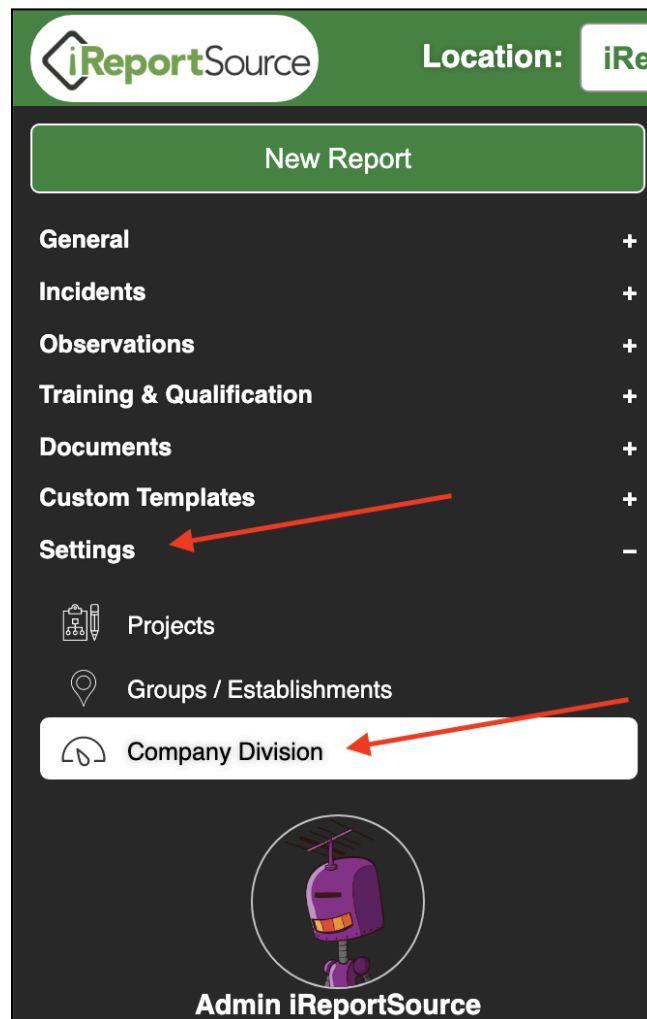 iReportSource
Location:
iRe
New Report
General +
Incidents +
Observations +
Training & Qualification +
Documents +
Custom Templates +
Settings −
Projects
Groups / Establishments
Company Division
Admin iReportSource